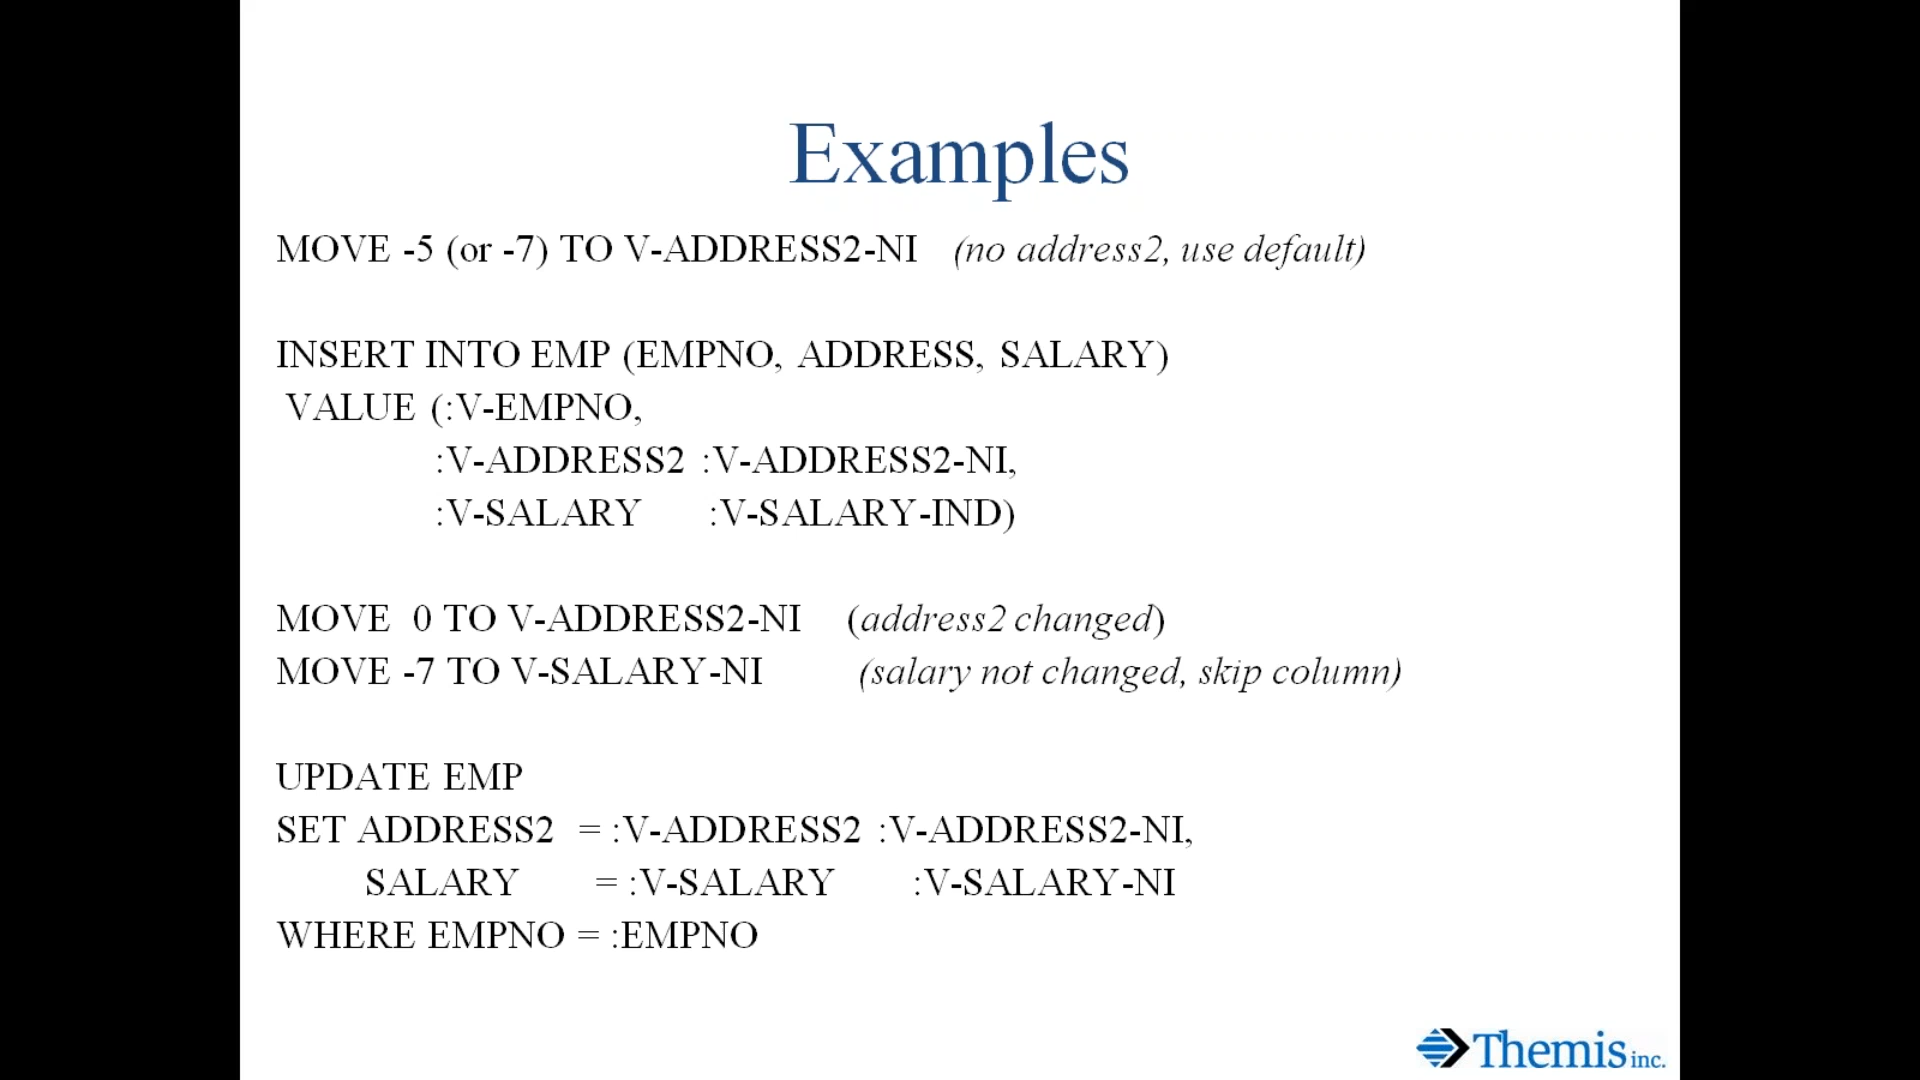 Examples
MOVE -5 (or -7) TO V-ADDRESS2-NI (no address2, use default)
INSERT INTO EMP (EMPNO, ADDRESS, SALARY)
VALUE (:V-EMPNO,
:V-ADDRESS2 :V-ADDRESS2-NI,
:V-SALARY :V-SALARY-IND)
MOVE 0 TO V-ADDRESS2-NI (address2 changed)
MOVE -7 TO V-SALARY-NI (salary not changed, skip column)
UPDATE EMP
SET ADDRESS2 = :V-ADDRESS2 :V-ADDRESS2-NI,
SALARY = :V-SALARY :V-SALARY-NI
WHERE EMPNO = :EMPNO
Themis inc.